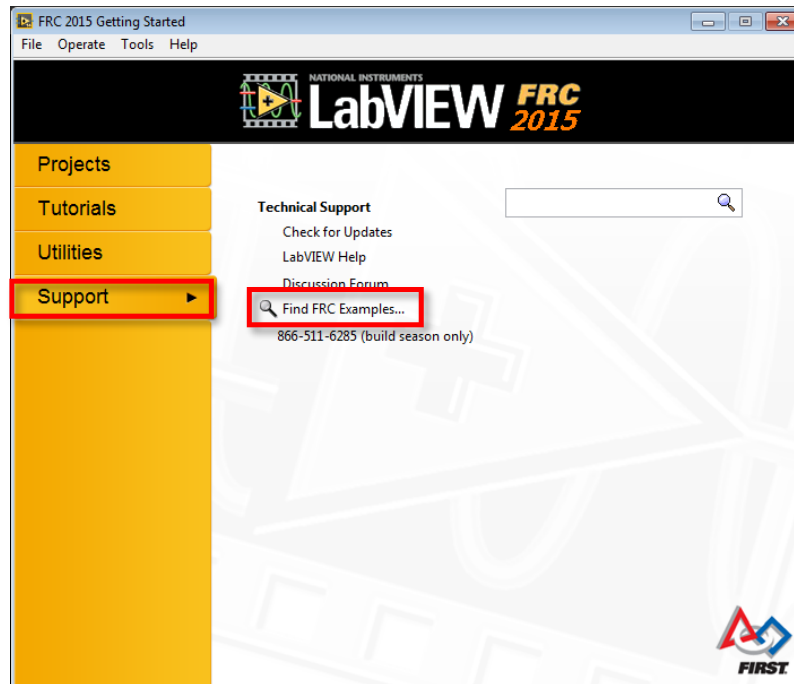 FRC 2015 Getting Started
File Operate Tools Help
NATIONAL INSTRUMENTS
LabVIEW FRC 2015
Projects
Tutorials
Utilities
Support
Technical Support
Check for Updates
LabVIEW Help
Discussion Forum
Find FRC Examples...
866-511-6285 (build season only)
FIRST